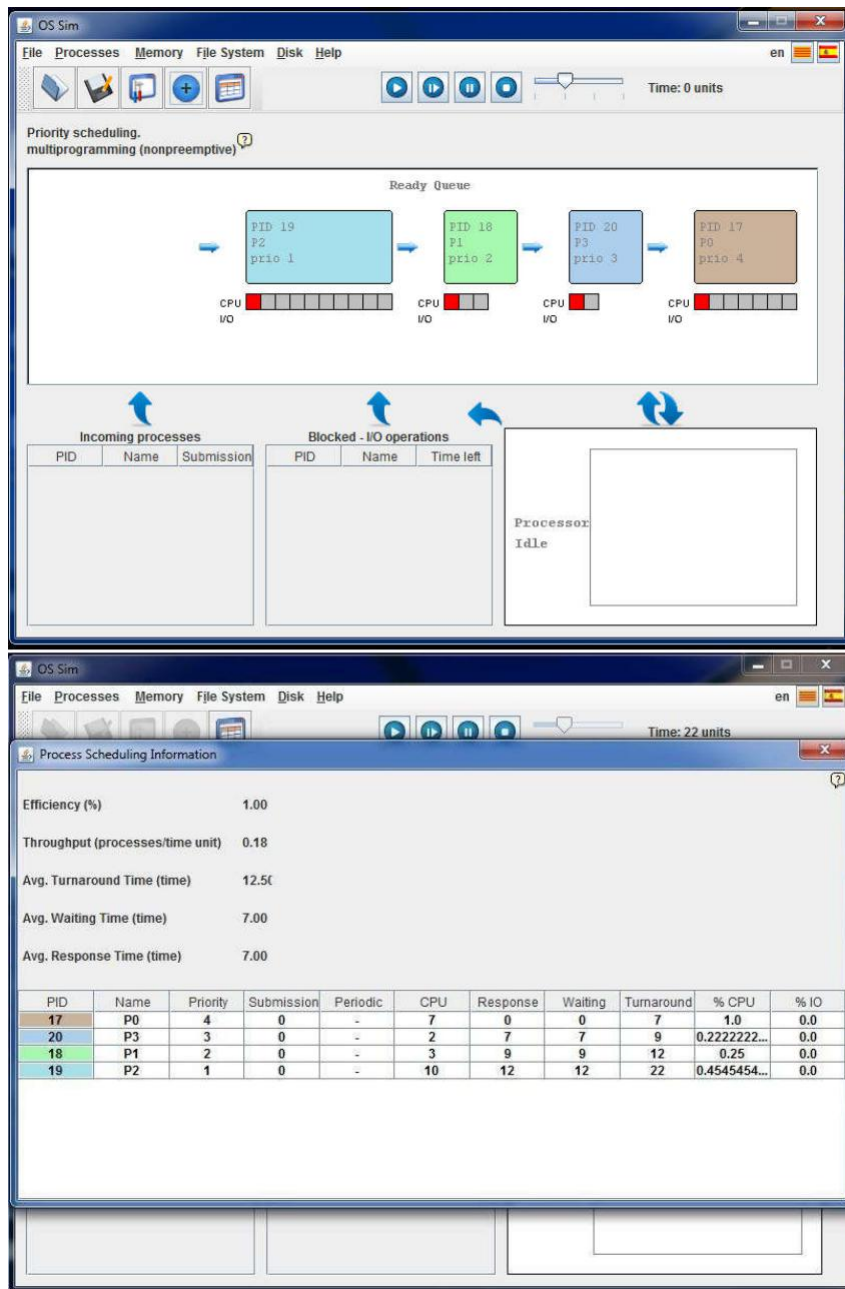 OS Sim
File Processes Memory File System Disk Help en
Time: 0 units
Priority scheduling.
multiprogramming (nonpreemptive)
?
Ready Queue
PID 19 PID 18 PID 20 PID 17
P2 P1 P3 P0
prio 1 prio 2 prio 3 prio 4
CPU CPU CPU CPU
I/O I/O I/O I/O
Incoming processes Blocked - I/O operations
PID Name Submission PID Name Time left
Processor
Idle
OS Sim
File Processes Memory File System Disk Help en
Time: 22 units
Process Scheduling Information
?
Efficiency (%) 1.00
Throughput (processes/time unit) 0.18
Avg. Turnaround Time (time) 12.50
Avg. Waiting Time (time) 7.00
Avg. Response Time (time) 7.00
PID Name Priority Submission Periodic CPU Response Waiting Turnaround % CPU % IO
17 P0 4 0 - 7 0 0 7 1.0 0.0
20 P3 3 0 - 2 7 7 9 0.2222222... 0.0
18 P1 2 0 - 3 9 9 12 0.25 0.0
19 P2 1 0 - 10 12 12 22 0.4545454... 0.0